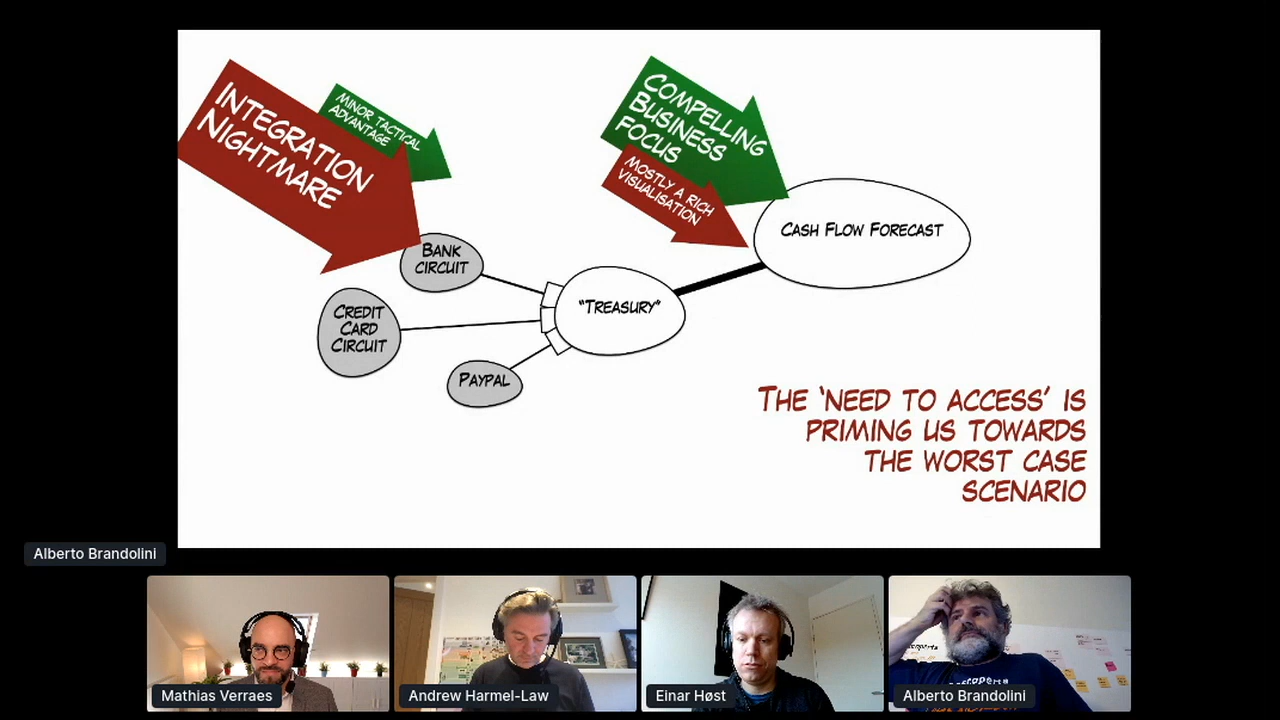 INTEGRATION
NIGHTMARE
MINOR TACTICAL
ADVANTAGE
COMPELLING
BUSINESS
FOCUS
MOSTLY A RICH
VISUALISATION
CASH FLOW FORECAST
BANK
CIRCUIT
"TREASURY"
CREDIT
CARD
CIRCUIT
PAYPAL
THE 'NEED TO ACCESS' IS
PRIMING US TOWARDS
THE WORST CASE
SCENARIO
Alberto Brandolini
Mathias Verraes
Andrew Harmel-Law
Einar Høst
Alberto Brandolini